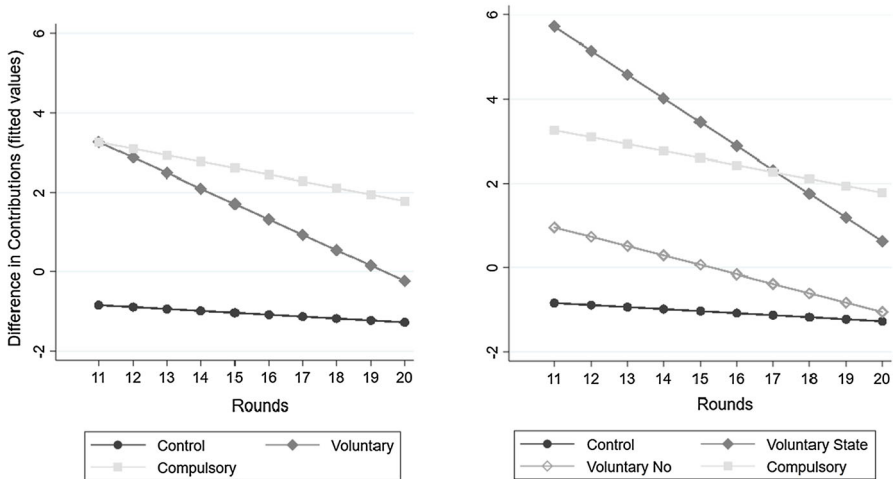 Difference in Contributions (fitted values)
6
4
2
0
-2
11 12 13 14 15 16 17 18 19 20
Rounds
Control Voluntary
Compulsory
6
4
2
0
-2
11 12 13 14 15 16 17 18 19 20
Rounds
Control Voluntary State
Voluntary No Compulsory